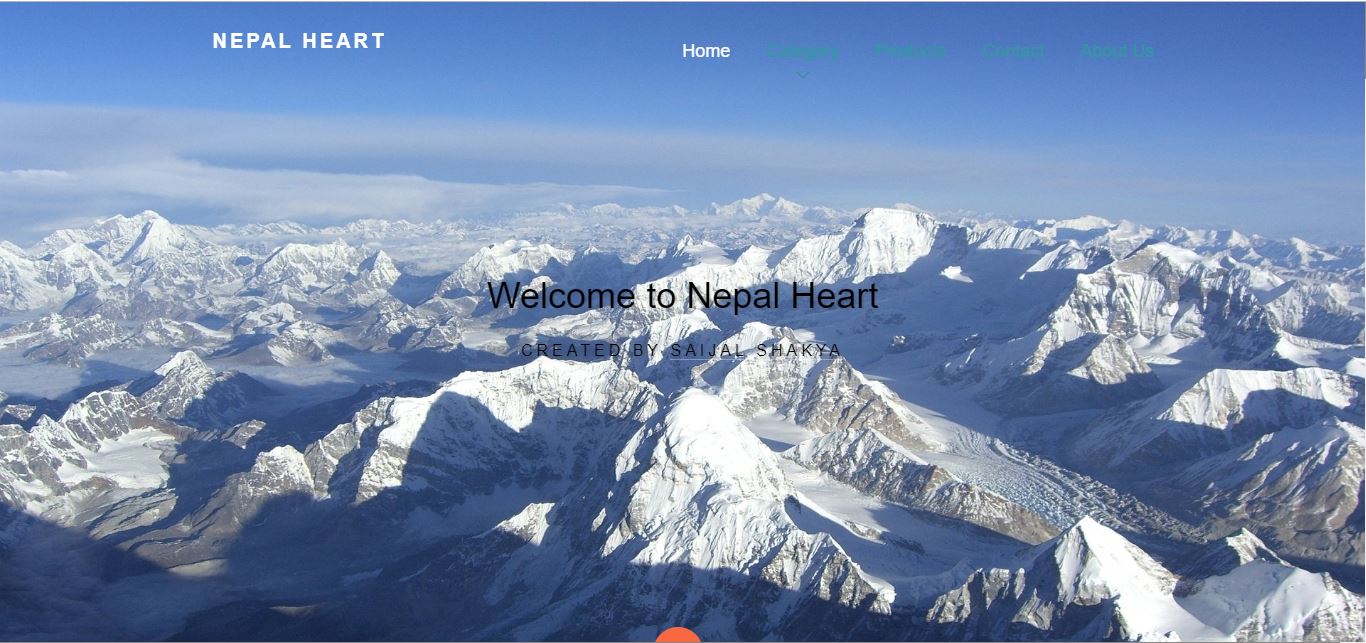 NEPAL HEART
Home Category Products Contact About Us
Welcome to Nepal Heart
CREATED BY SAIJAL SHAKYA